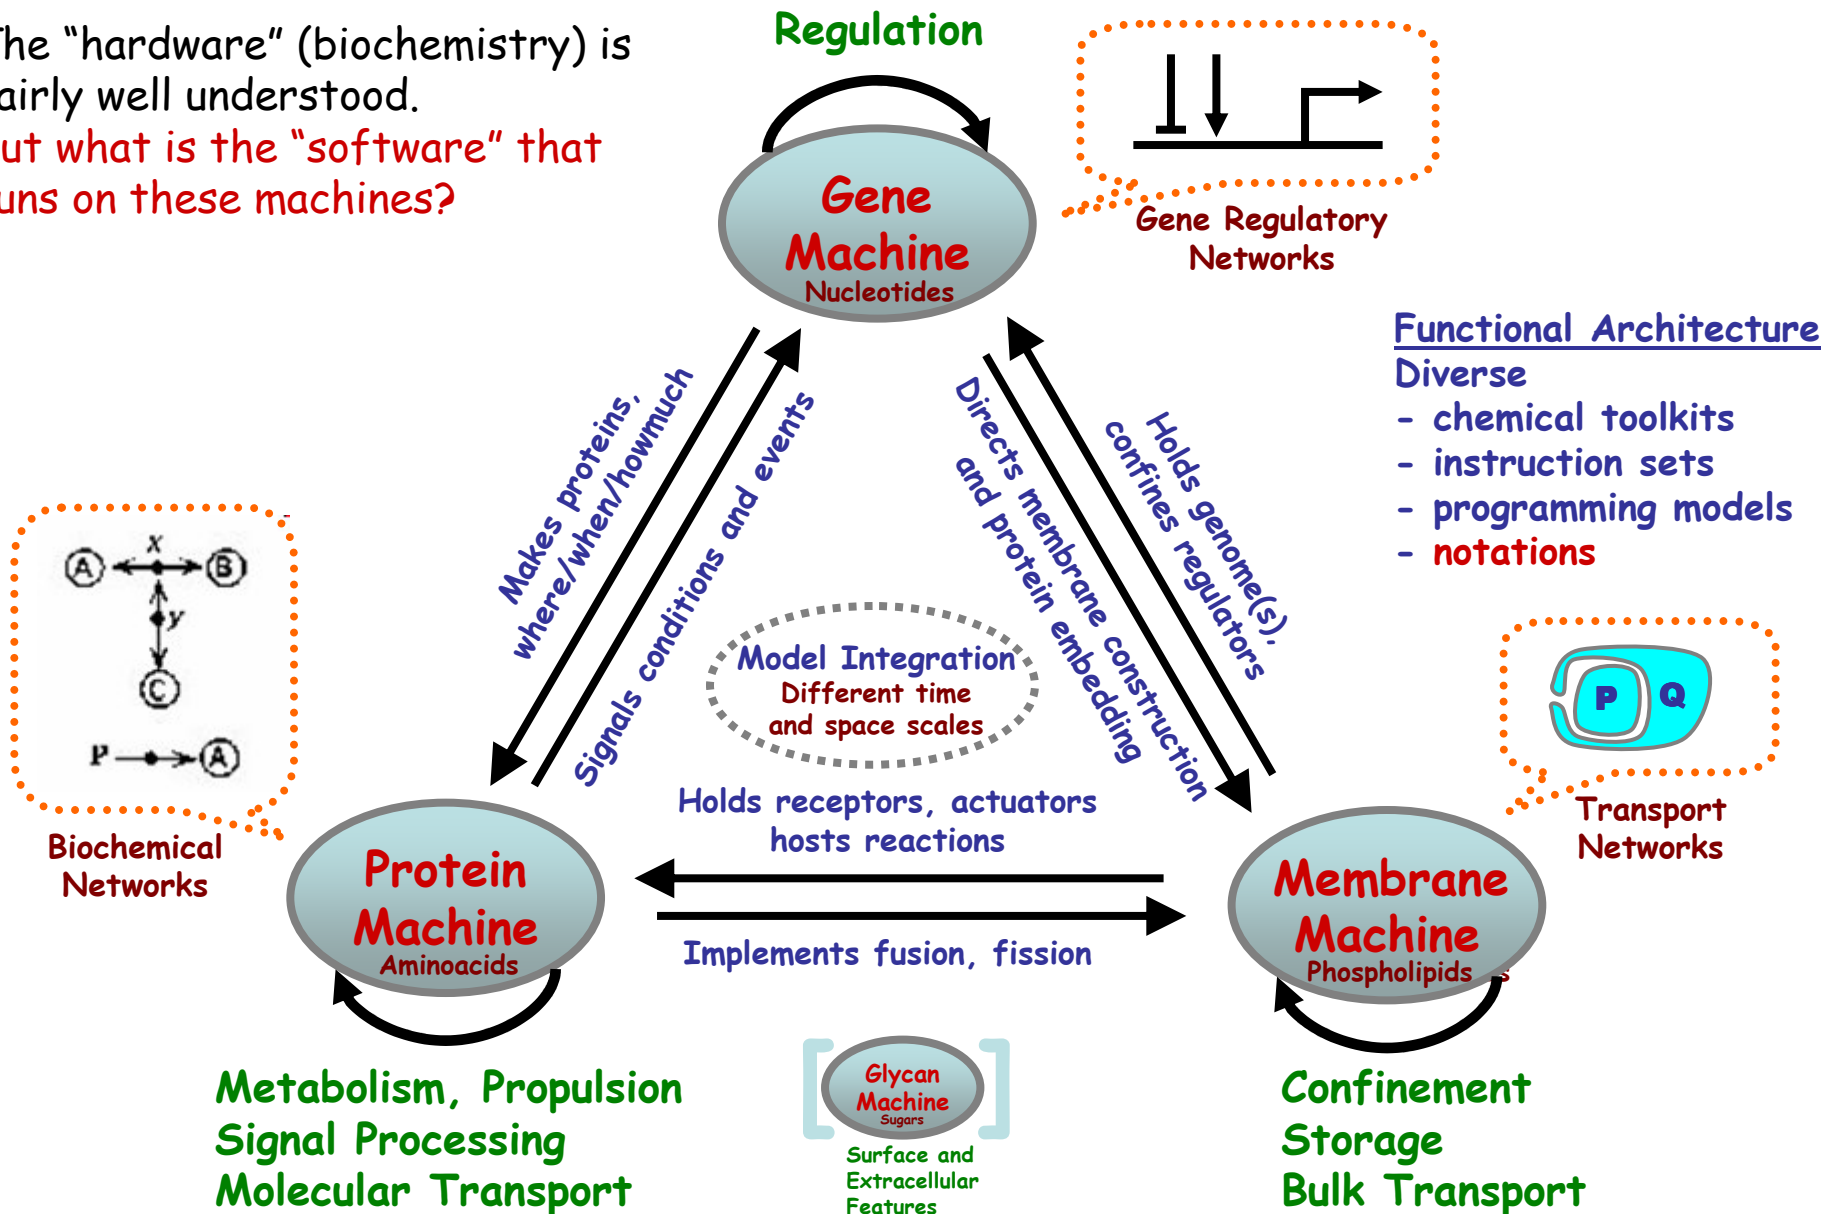 The “hardware” (biochemistry) is
airly well understood.
ut what is the “software” that
uns on these machines?
Regulation
Gene
Machine
Nucleotides
Gene Regulatory
Networks
Functional Architecture
Diverse
- chemical toolkits
- instruction sets
- programming models
- notations
Makes proteins,
where/when/howmuch
Signals conditions and events
Directs membrane construction
and protein embedding
Holds genome(s),
confines regulators
Model Integration
Different time
and space scales
A
x
B
y
C
P
A
Biochemical
Networks
P Q
Transport
Networks
Holds receptors, actuators
hosts reactions
Implements fusion, fission
Protein
Machine
Aminoacids
Membrane
Machine
Phospholipids s
Metabolism, Propulsion
Signal Processing
Molecular Transport
Glycan
Machine
Sugars
Surface and
Extracellular
Features
Confinement
Storage
Bulk Transport